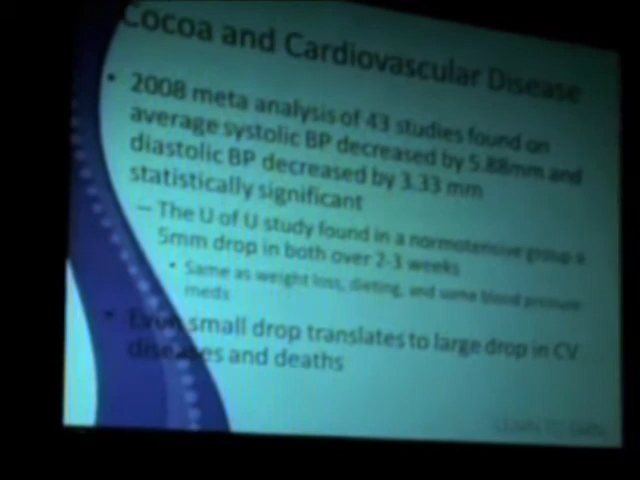 Cocoa and Cardiovascular Disease
• 2008 meta analysis of 43 studies found on
average systolic BP decreased by 5.88mm and
diastolic BP decreased by 3.33 mm
statistically significant
– The U of U study found in a normotensive group a
5mm drop in both over 2-3 weeks
• Same as weight loss, dieting, and some blood pressure
meds
• Even small drop translates to large drop in CV
diseases and deaths